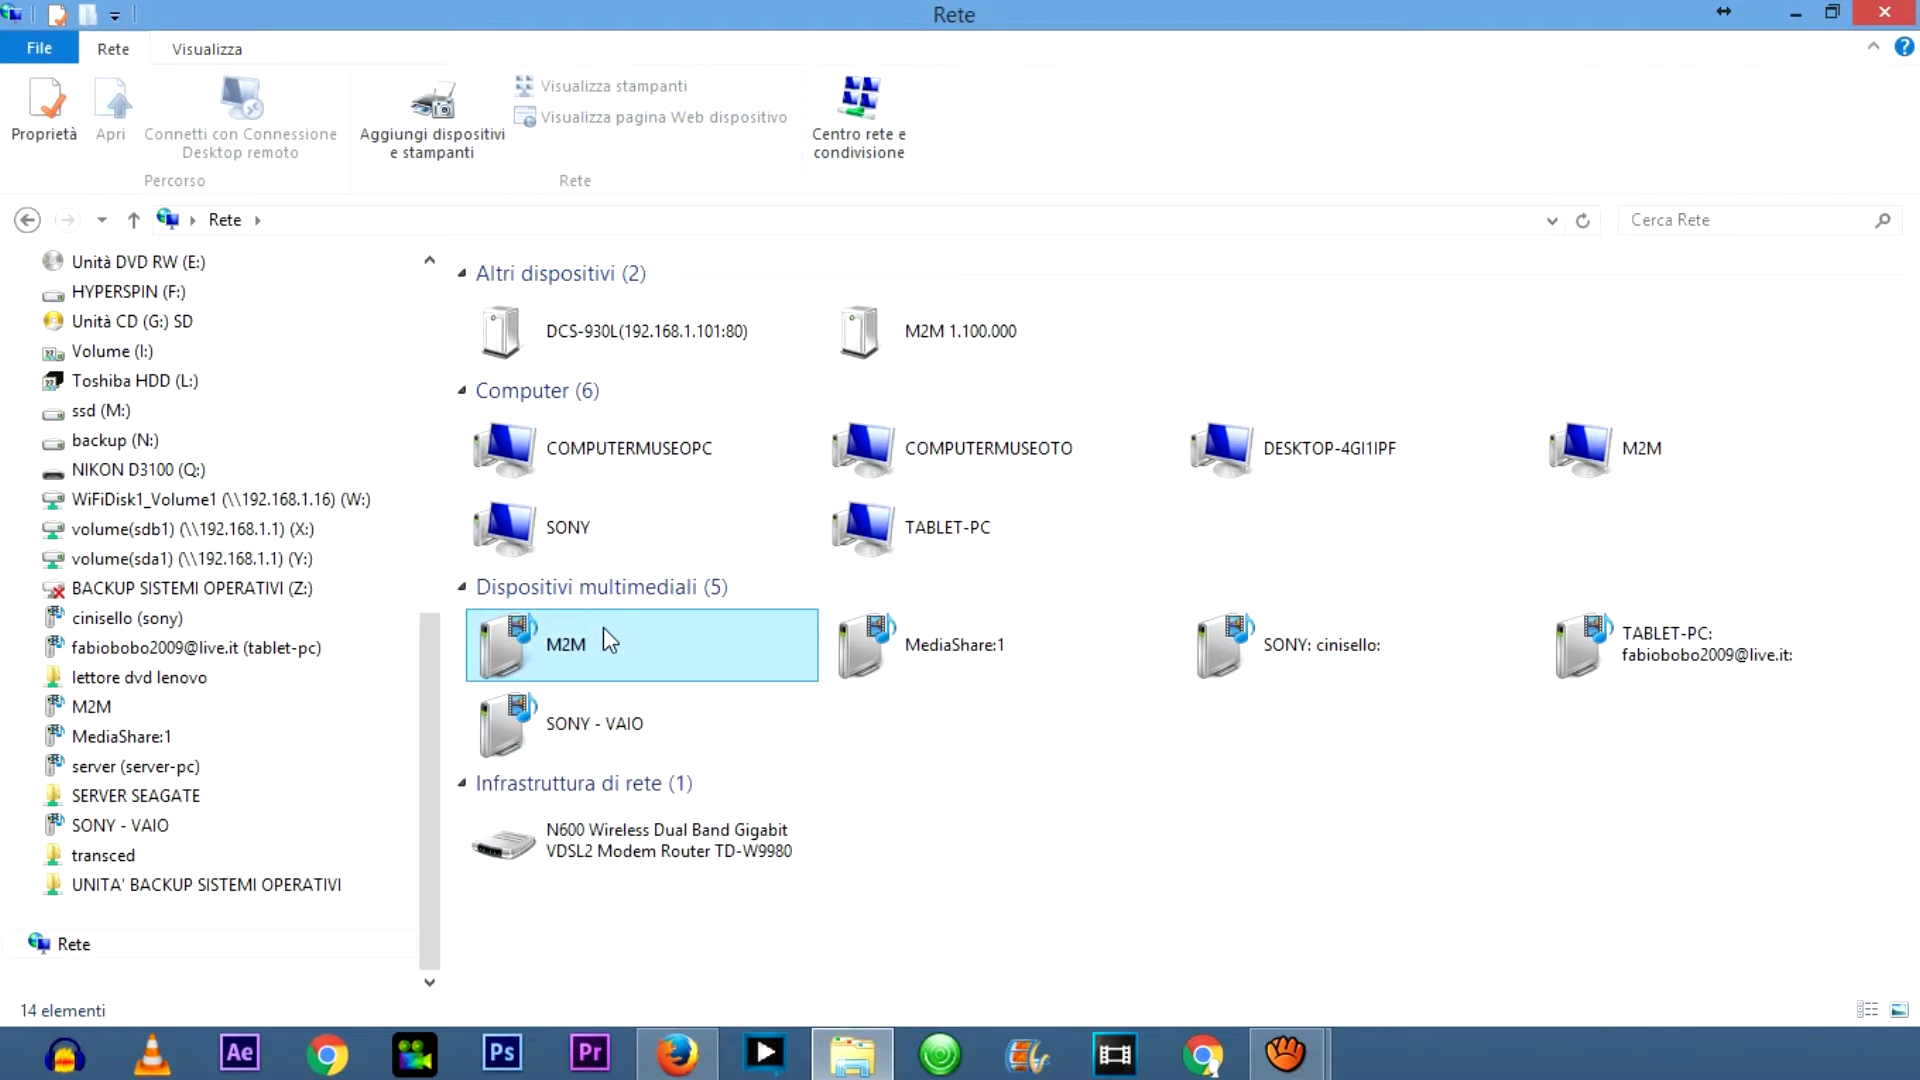 Rete
File
Rete
Visualizza
Proprietà
Apri
Connetti con Connessione
Desktop remoto
Aggiungi dispositivi
e stampanti
Visualizza stampanti
Visualizza pagina Web dispositivo
Centro rete e
condivisione
Percorso
Rete
Rete
Cerca Rete
Unità DVD RW (E:)
HYPERSPIN (F:)
Unità CD (G:) SD
Volume (I:)
Toshiba HDD (L:)
ssd (M:)
backup (N:)
NIKON D3100 (Q:)
WiFiDisk1_Volume1 (\\192.168.1.16) (W:)
volume(sdb1) (\\192.168.1.1) (X:)
volume(sda1) (\\192.168.1.1) (Y:)
BACKUP SISTEMI OPERATIVI (Z:)
cinisello (sony)
fabiobobo2009@live.it (tablet-pc)
lettore dvd lenovo
M2M
MediaShare:1
server (server-pc)
SERVER SEAGATE
SONY - VAIO
transced
UNITA' BACKUP SISTEMI OPERATIVI
Rete
Altri dispositivi (2)
DCS-930L(192.168.1.101:80)
M2M 1.100.000
Computer (6)
COMPUTERMUSEOPC
COMPUTERMUSEOTO
DESKTOP-4GI1IPF
M2M
SONY
TABLET-PC
Dispositivi multimediali (5)
M2M
MediaShare:1
SONY: cinisello:
TABLET-PC:
fabiobobo2009@live.it:
SONY - VAIO
Infrastruttura di rete (1)
N600 Wireless Dual Band Gigabit
VDSL2 Modem Router TD-W9980
14 elementi
Ae
Ps
Pr